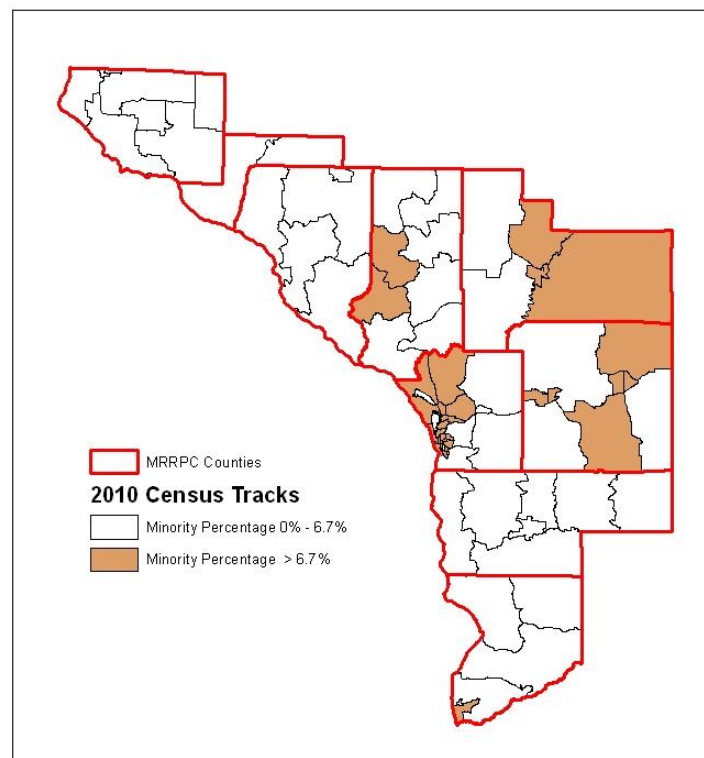 MRRPC Counties
2010 Census Tracks
Minority Percentage 0% - 6.7%
Minority Percentage > 6.7%